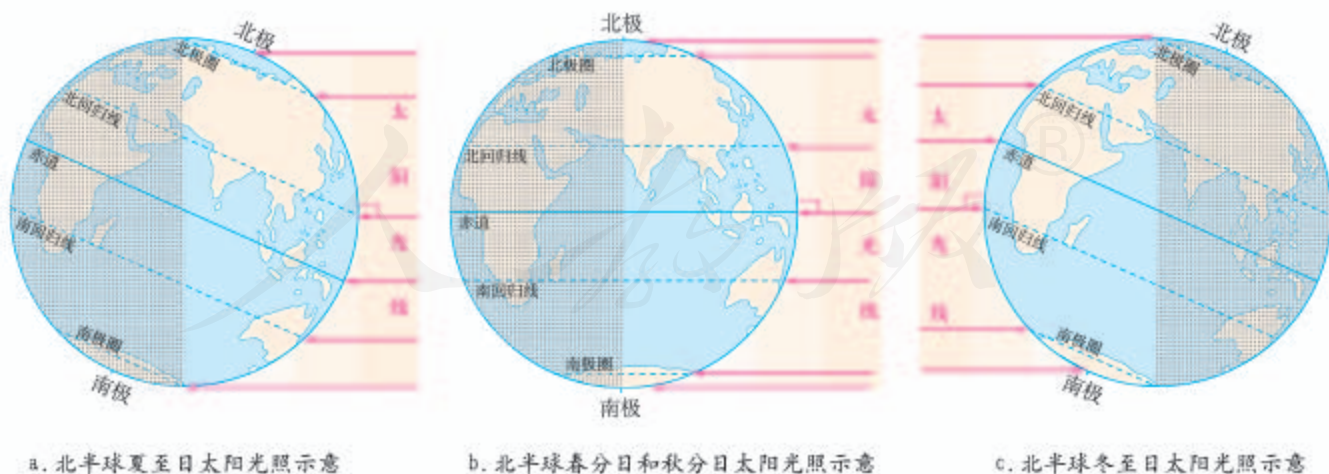 北极
北极圈
北回归线
赤道
南回归线
南极圈
南极
太
阳
光
线
a. 北半球夏至日太阳光照示意
北极
北极圈
北回归线
赤道
南回归线
南极圈
南极
太
阳
光
线
b. 北半球春分日和秋分日太阳光照示意
北极
北极圈
北回归线
赤道
南回归线
南极圈
南极
太
阳
光
线
c. 北半球冬至日太阳光照示意
®